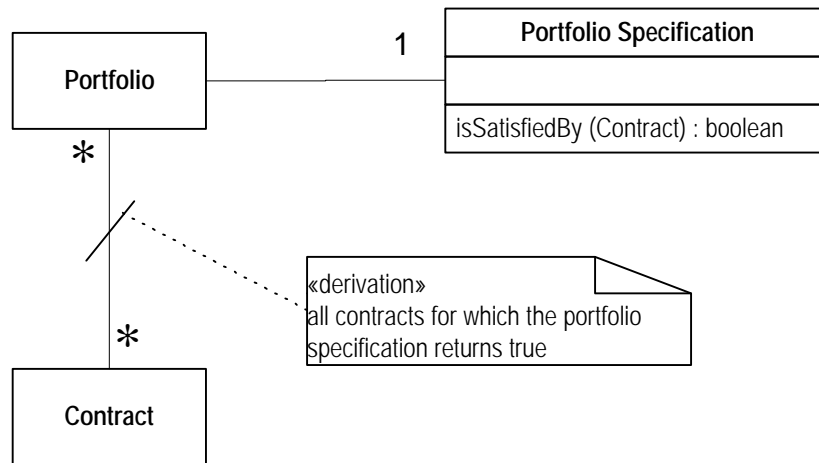 Portfolio Specification
1
Portfolio
isSatisfiedBy (Contract) : boolean
*
«derivation»
all contracts for which the portfolio
specification returns true
*
Contract